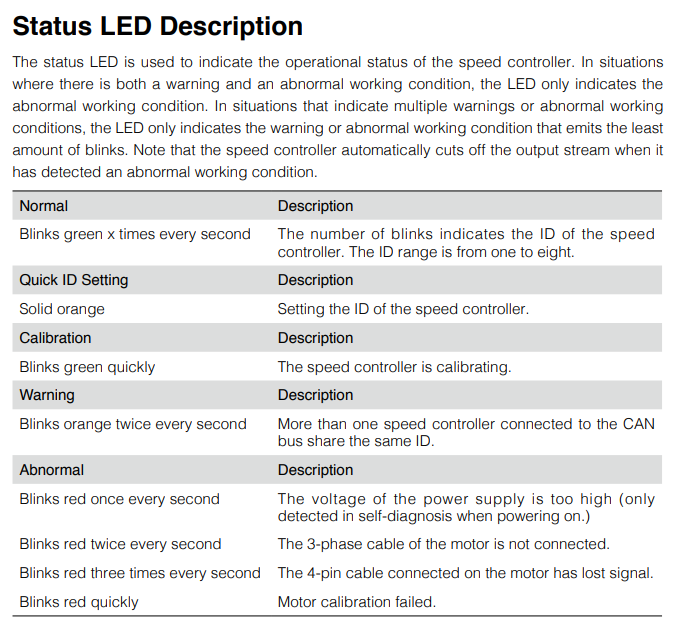 Status LED Description
The status LED is used to indicate the operational status of the speed controller. In situations
where there is both a warning and an abnormal working condition, the LED only indicates the
abnormal working condition. In situations that indicate multiple warnings or abnormal working
conditions, the LED only indicates the warning or abnormal working condition that emits the least
amount of blinks. Note that the speed controller automatically cuts off the output stream when it
has detected an abnormal working condition.
Normal Description
Blinks green x times every second The number of blinks indicates the ID of the speed
controller. The ID range is from one to eight.
Quick ID Setting Description
Solid orange Setting the ID of the speed controller.
Calibration Description
Blinks green quickly The speed controller is calibrating.
Warning Description
Blinks orange twice every second More than one speed controller connected to the CAN
bus share the same ID.
Abnormal Description
Blinks red once every second The voltage of the power supply is too high (only
detected in self-diagnosis when powering on.)
Blinks red twice every second The 3-phase cable of the motor is not connected.
Blinks red three times every second The 4-pin cable connected on the motor has lost signal.
Blinks red quickly Motor calibration failed.